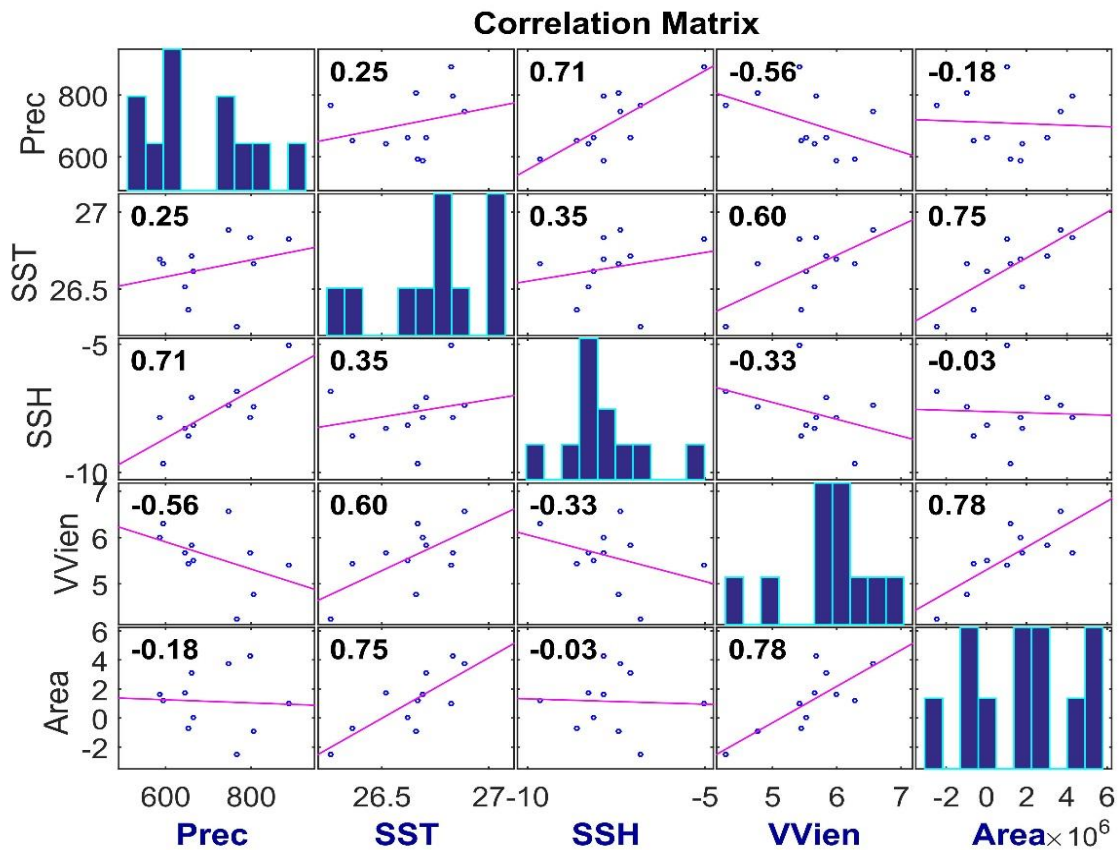 Correlation Matrix
Prec 800 600 0.25 0.71 -0.56 -0.18
SST 27 26.5 0.25 0.35 0.60 0.75
SSH -5 -10 0.71 0.35 -0.33 -0.03
VVien 7 6 5 -0.56 0.60 -0.33 0.78
Area 6 4 2 0 -2 -0.18 0.75 -0.03 0.78
600 800 26.5 27 -10 -5 5 6 7 -2 0 2 4 6
Prec SST SSH VVien Area ×10⁶